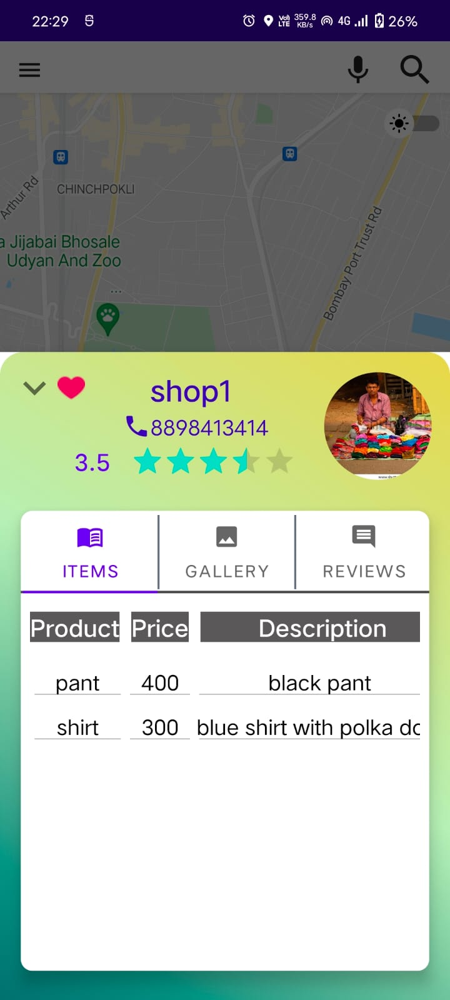 22:29
Vo)) LTE 359.8 KB/s 4G 26%
CHINCHPOKLI
Arthur Rd
a Jijabai Bhosale
Udyan And Zoo
...
Bombay Port Trust Rd
shop1
8898413414
3.5
ITEMS GALLERY REVIEWS
Product Price Description
pant 400 black pant
shirt 300 blue shirt with polka do